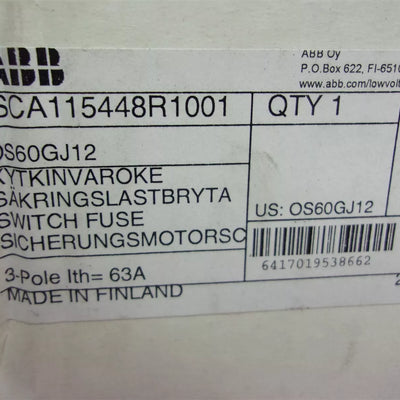 ABB
ABB Oy
P.O.Box 622, FI-6510
www.abb.com/lowvolt
SCA115448R1001
QTY 1
OS60GJ12
KYTKINVAROKE
SÄKRINGSLASTBRYTA
SWITCH FUSE
SICHERUNGSMOTORSC
US: OS60GJ12
6417019538662
3-Pole Ith= 63A
MADE IN FINLAND